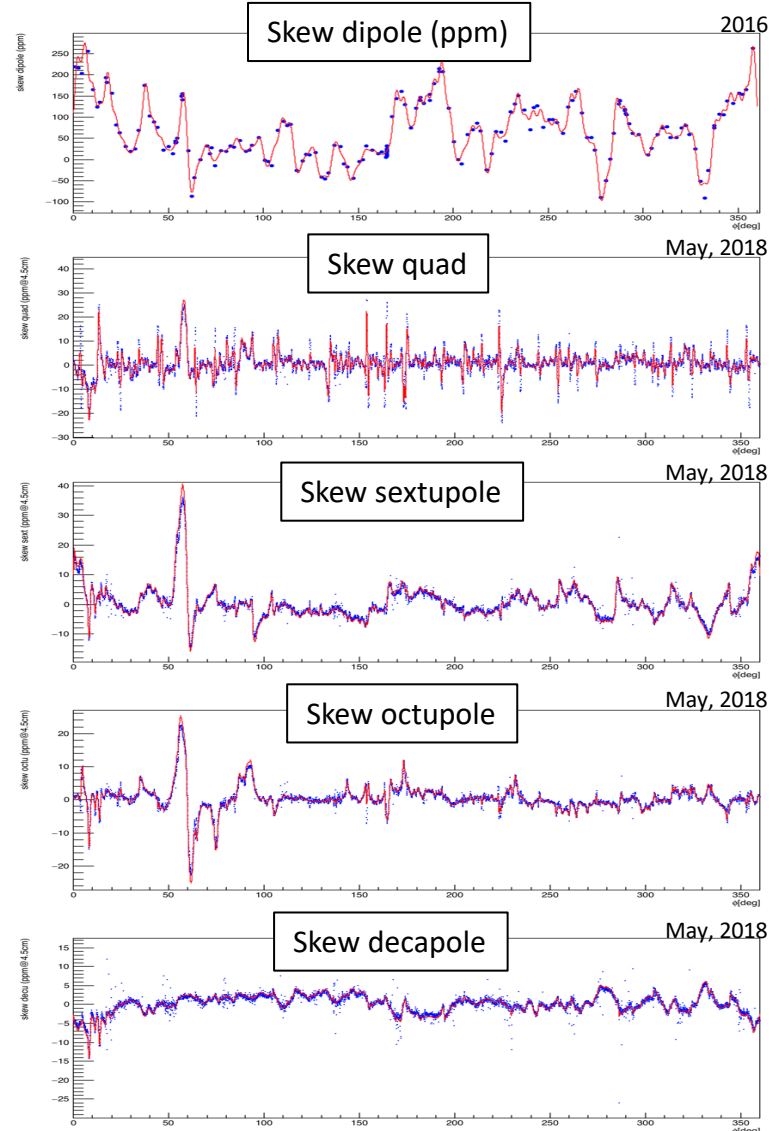 Skew dipole (ppm)
2016
skew dipole (ppm)
250
200
150
100
50
0
−50
−100
0 50 100 150 200 250 300 350
ϕ[deg]
May, 2018
Skew quad
skew quad (ppm@4.5cm)
40
30
20
10
0
−10
−20
−30
0 50 100 150 200 250 300 350
ϕ[deg]
May, 2018
Skew sextupole
skew sext (ppm@4.5cm)
40
30
20
10
0
−10
0 50 100 150 200 250 300 350
ϕ[deg]
May, 2018
Skew octupole
skew octu (ppm@4.5cm)
20
10
0
−10
−20
0 50 100 150 200 250 300 350
ϕ[deg]
May, 2018
Skew decapole
skew decu (ppm@4.5cm)
15
10
5
0
−5
−10
−15
−20
−25
0 50 100 150 200 250 300 350
ϕ[deg]